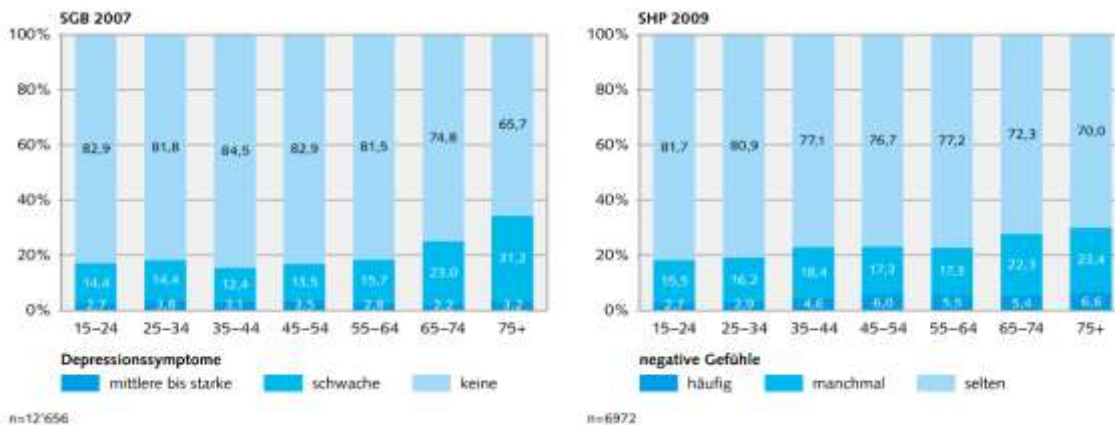 SGB 2007
100%
80%
60%
40%
20%
0%
82,9 81,8 84,5 82,9 81,5 74,8 65,7
14,4 14,4 12,4 13,5 15,7 23,0 31,2
2,7 3,8 3,1 3,5 2,8 2,2 3,2
15–24 25–34 35–44 45–54 55–64 65–74 75+
Depressionssymptome
mittlere bis starke schwache keine
n=12'656
SHP 2009
100%
80%
60%
40%
20%
0%
81,7 80,9 77,1 76,7 77,2 72,3 70,0
15,5 16,2 18,4 17,3 17,3 22,3 23,4
2,7 2,9 4,6 6,0 5,5 5,4 6,6
15–24 25–34 35–44 45–54 55–64 65–74 75+
negative Gefühle
häufig manchmal selten
n=6972